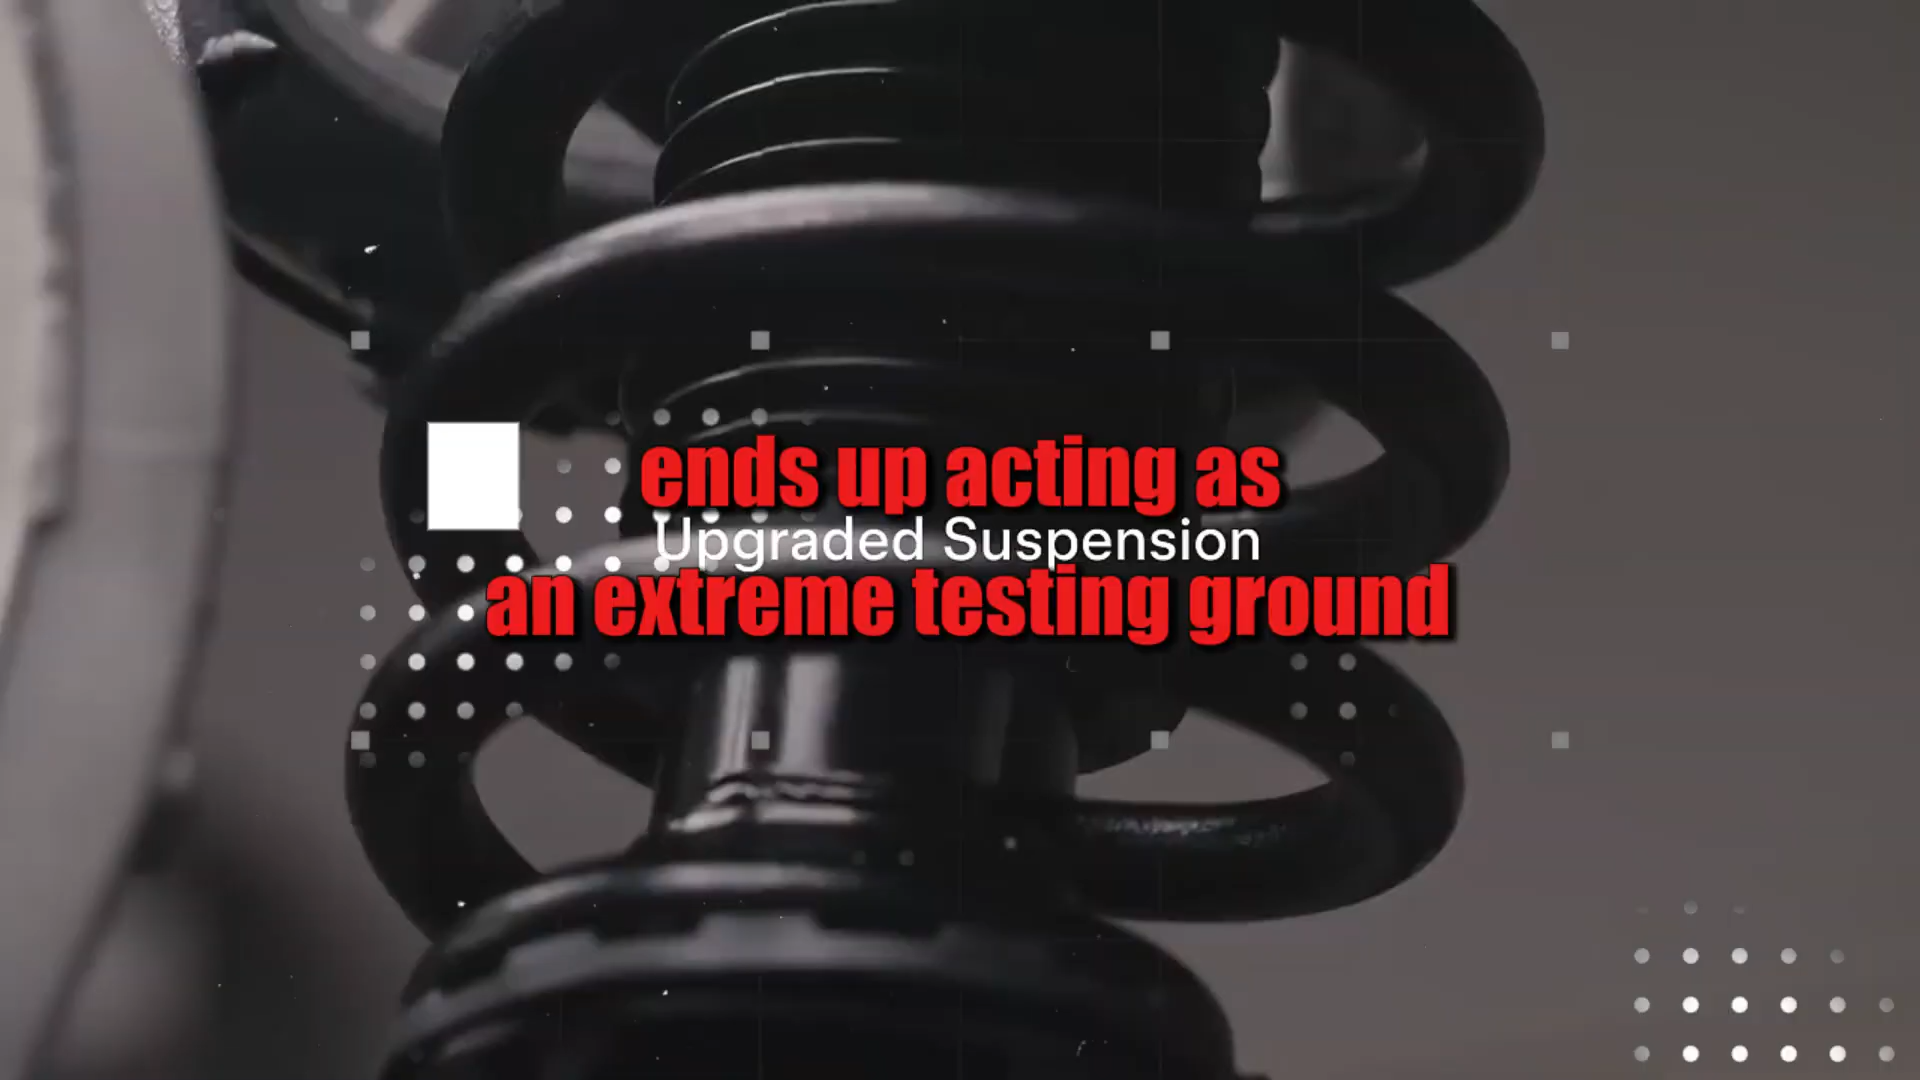 ends up acting as
Upgraded Suspension
an extreme testing ground